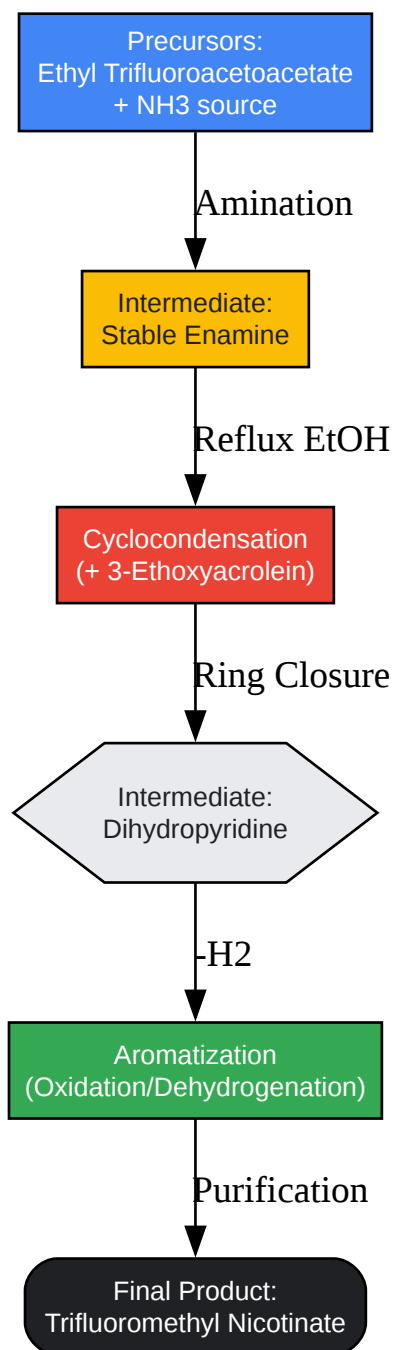 Precursors:
Ethyl Trifluoroacetoacetate
+ NH3 source
Amination
Intermediate:
Stable Enamine
Reflux EtOH
Cyclocondensation
(+ 3-Ethoxyacrolein)
Ring Closure
Intermediate:
Dihydropyridine
-H2
Aromatization
(Oxidation/Dehydrogenation)
Purification
Final Product:
Trifluoromethyl Nicotinate